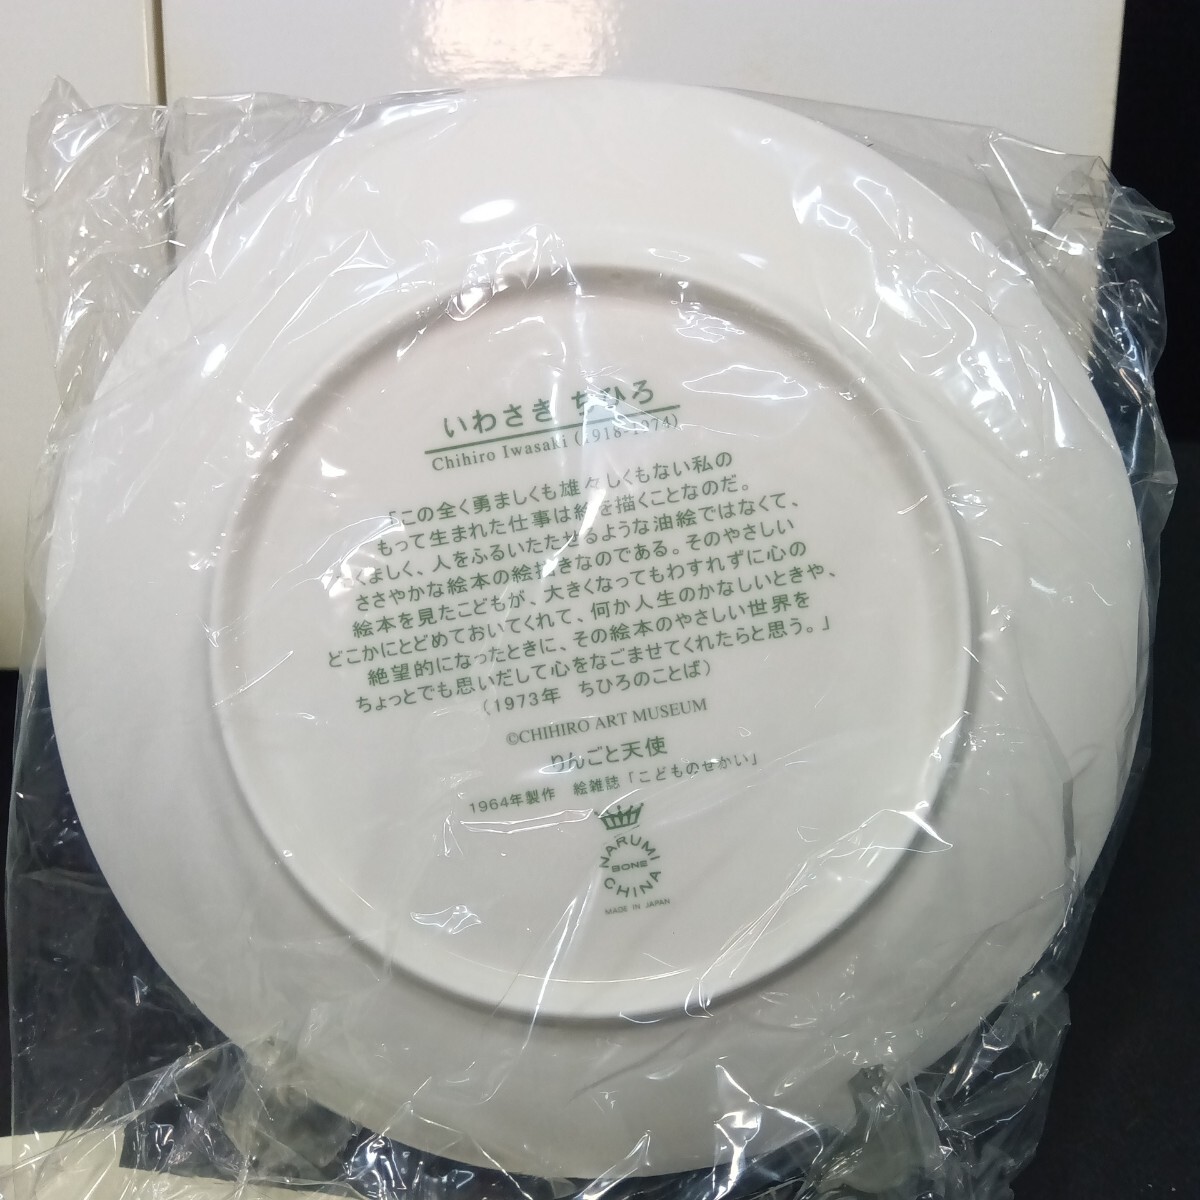 いわさき ちひろ
Chihiro Iwasaki (1918-1974)
「この全く勇ましくも雄々しくもない私の
もって生まれた仕事は絵を描くことなのだ。
たくましく、人をふるいたたせるような油絵ではなくて、
ささやかな絵本の絵描きなのである。そのやさしい
絵本を見たこどもが、大きくなってもわすれずに心の
どこかにとどめておいてくれて、何か人生のかなしいときや、
絶望的になったときに、その絵本のやさしい世界を
ちょっとでも思いだして心をなごませてくれたらと思う。」
(1973年 ちひろのことば)
©CHIHIRO ART MUSEUM
りんごと天使
1964年製作 絵雑誌「こどものせかい」
NARUMI
BONE
CHINA
MADE IN JAPAN